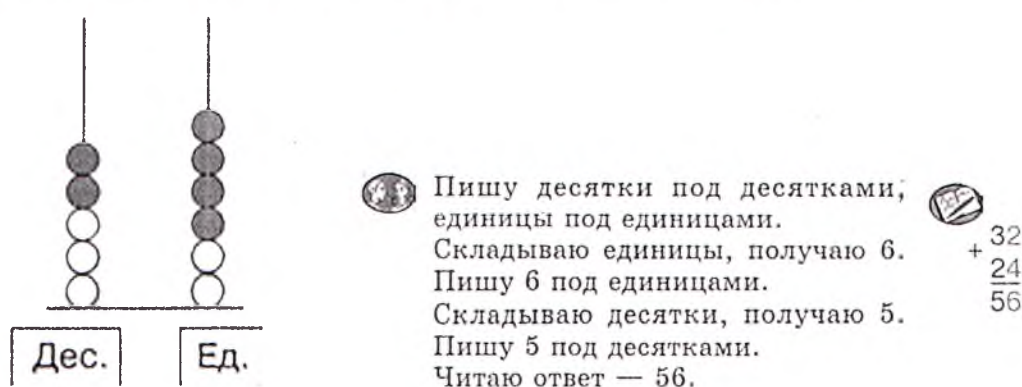 Дес.
Ед.
Пишу десятки под десятками,
единицы под единицами.
Складываю единицы, получаю 6.
Пишу 6 под единицами.
Складываю десятки, получаю 5.
Пишу 5 под десятками.
Читаю ответ — 56.
+ 32
24
56